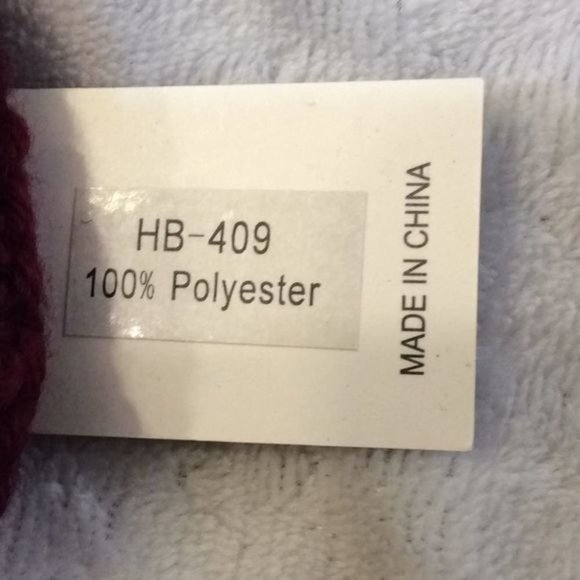 HB-409
100% Polyester
MADE IN CHINA